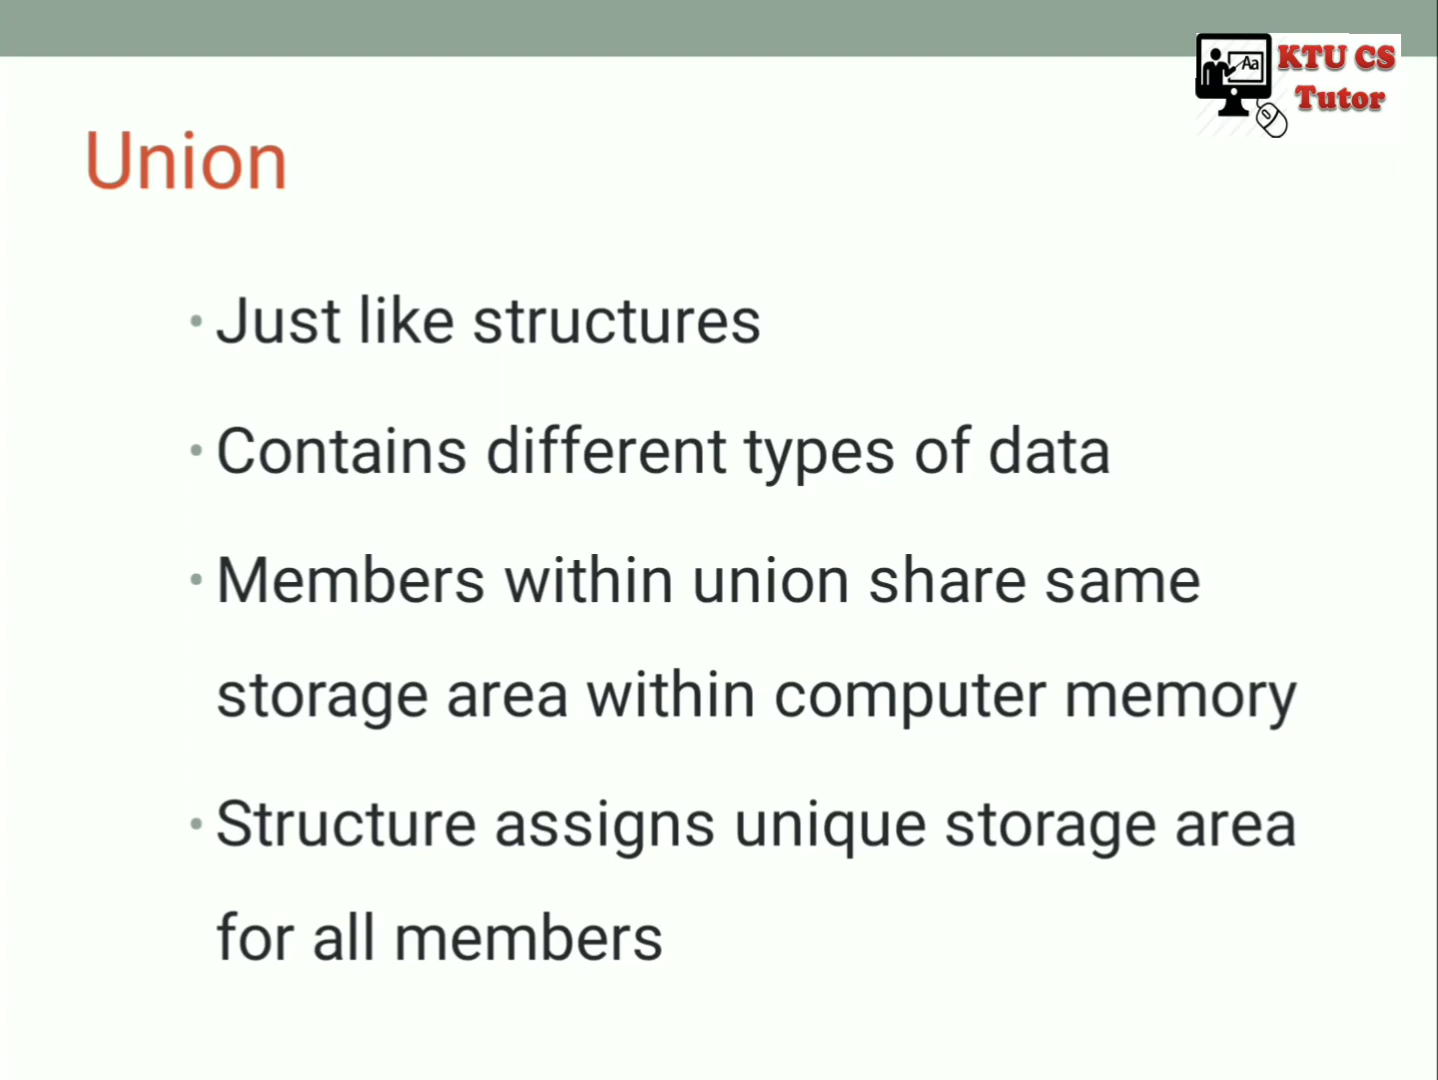 Aa
KTU CS
Tutor
Union
• Just like structures
• Contains different types of data
• Members within union share same
storage area within computer memory
• Structure assigns unique storage area
for all members